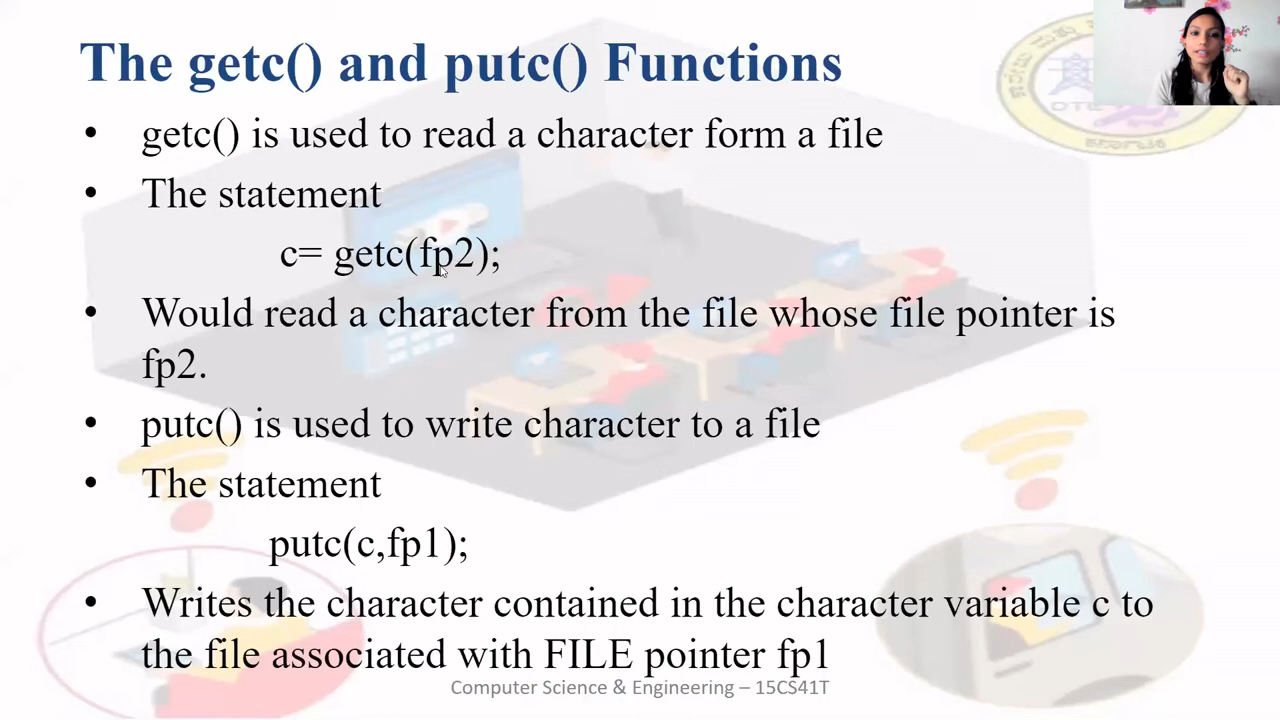 The getc() and putc() Functions
• getc() is used to read a character form a file
• The statement
c= getc(fp2);
• Would read a character from the file whose file pointer is
fp2.
• putc() is used to write character to a file
• The statement
putc(c,fp1);
• Writes the character contained in the character variable c to
the file associated with FILE pointer fp1
Computer Science & Engineering – 15CS41T